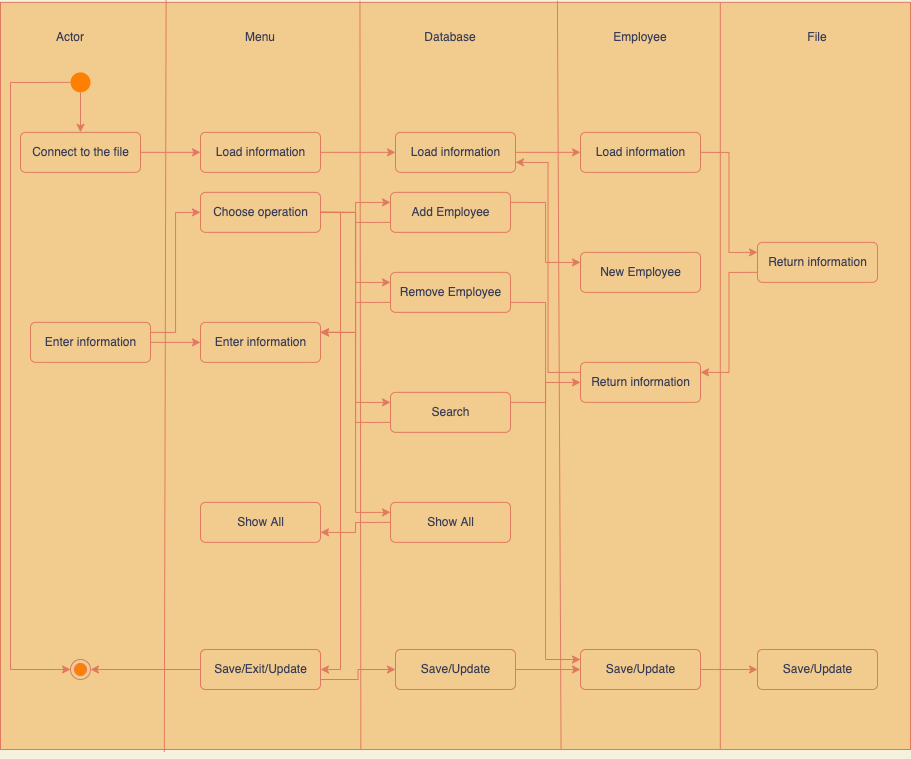 Actor
Menu
Database
Employee
File
Connect to the file
Load information
Load information
Load information
Choose operation
Add Employee
Return information
New Employee
Remove Employee
Enter information
Enter information
Return information
Search
Show All
Show All
Save/Exit/Update
Save/Update
Save/Update
Save/Update